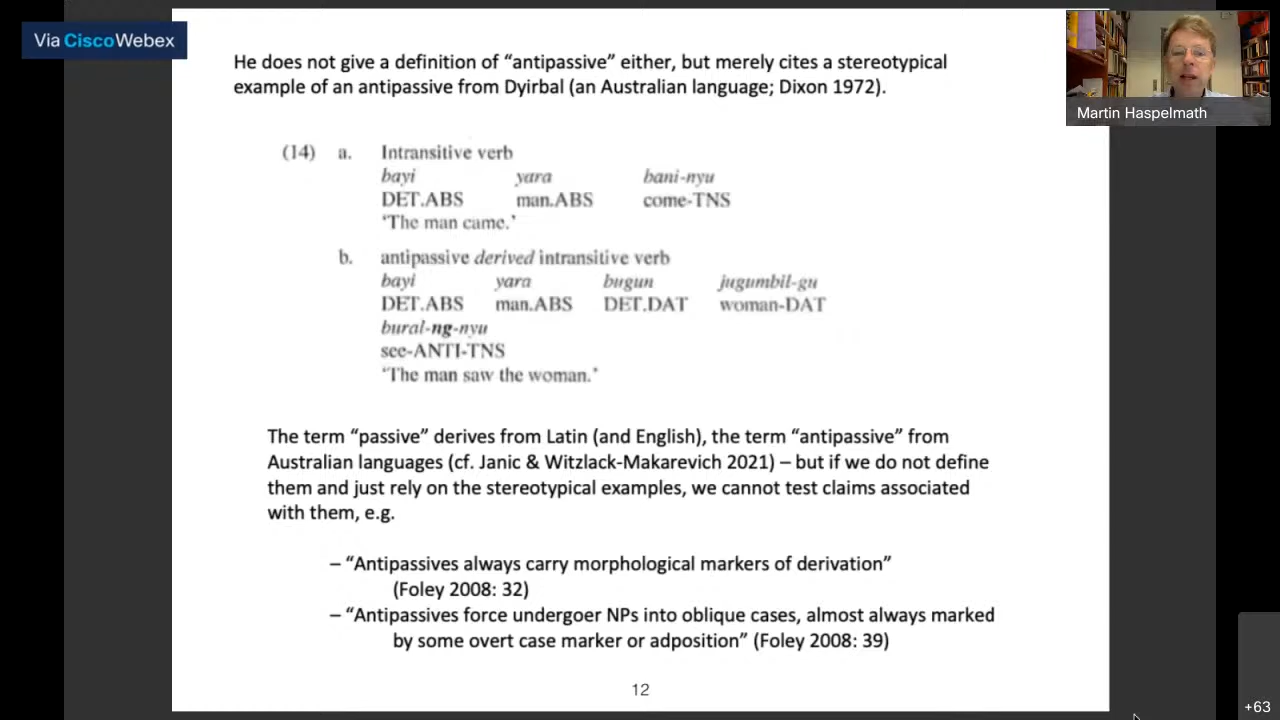 Via Cisco Webex
Martin Haspelmath
He does not give a definition of “antipassive” either, but merely cites a stereotypical
example of an antipassive from Dyirbal (an Australian language; Dixon 1972).
(14) a. Intransitive verb
bayi yara bani-nyu
DET.ABS man.ABS come-TNS
‘The man came.’
b. antipassive derived intransitive verb
bayi yara bugun jugumbil-gu
DET.ABS man.ABS DET.DAT woman-DAT
bural-ng-nyu
see-ANTI-TNS
‘The man saw the woman.’
The term “passive” derives from Latin (and English), the term “antipassive” from
Australian languages (cf. Janic & Witzlack-Makarevich 2021) – but if we do not define
them and just rely on the stereotypical examples, we cannot test claims associated
with them, e.g.
– “Antipassives always carry morphological markers of derivation”
(Foley 2008: 32)
– “Antipassives force undergoer NPs into oblique cases, almost always marked
by some overt case marker or adposition” (Foley 2008: 39)
12
+63